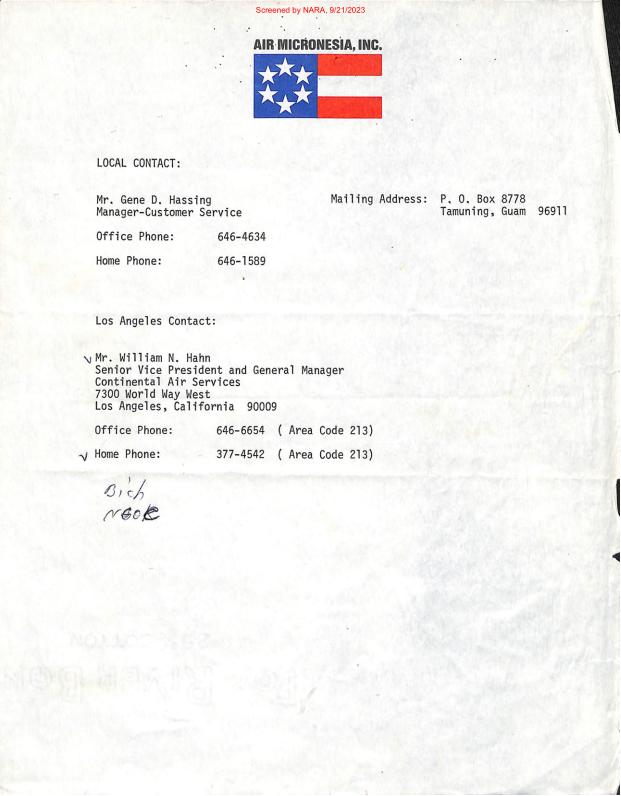 Screened by NARA, 9/21/2023
AIR MICRONESIA, INC.
LOCAL CONTACT:
Mr. Gene D. Hassing
Manager-Customer Service
Mailing Address: P. O. Box 8778
Tamuning, Guam 96911
Office Phone: 646-4634
Home Phone: 646-1589
Los Angeles Contact:
Mr. William N. Hahn
Senior Vice President and General Manager
Continental Air Services
7300 World Way West
Los Angeles, California 90009
Office Phone: 646-6654 ( Area Code 213)
Home Phone: 377-4542 ( Area Code 213)
Bich